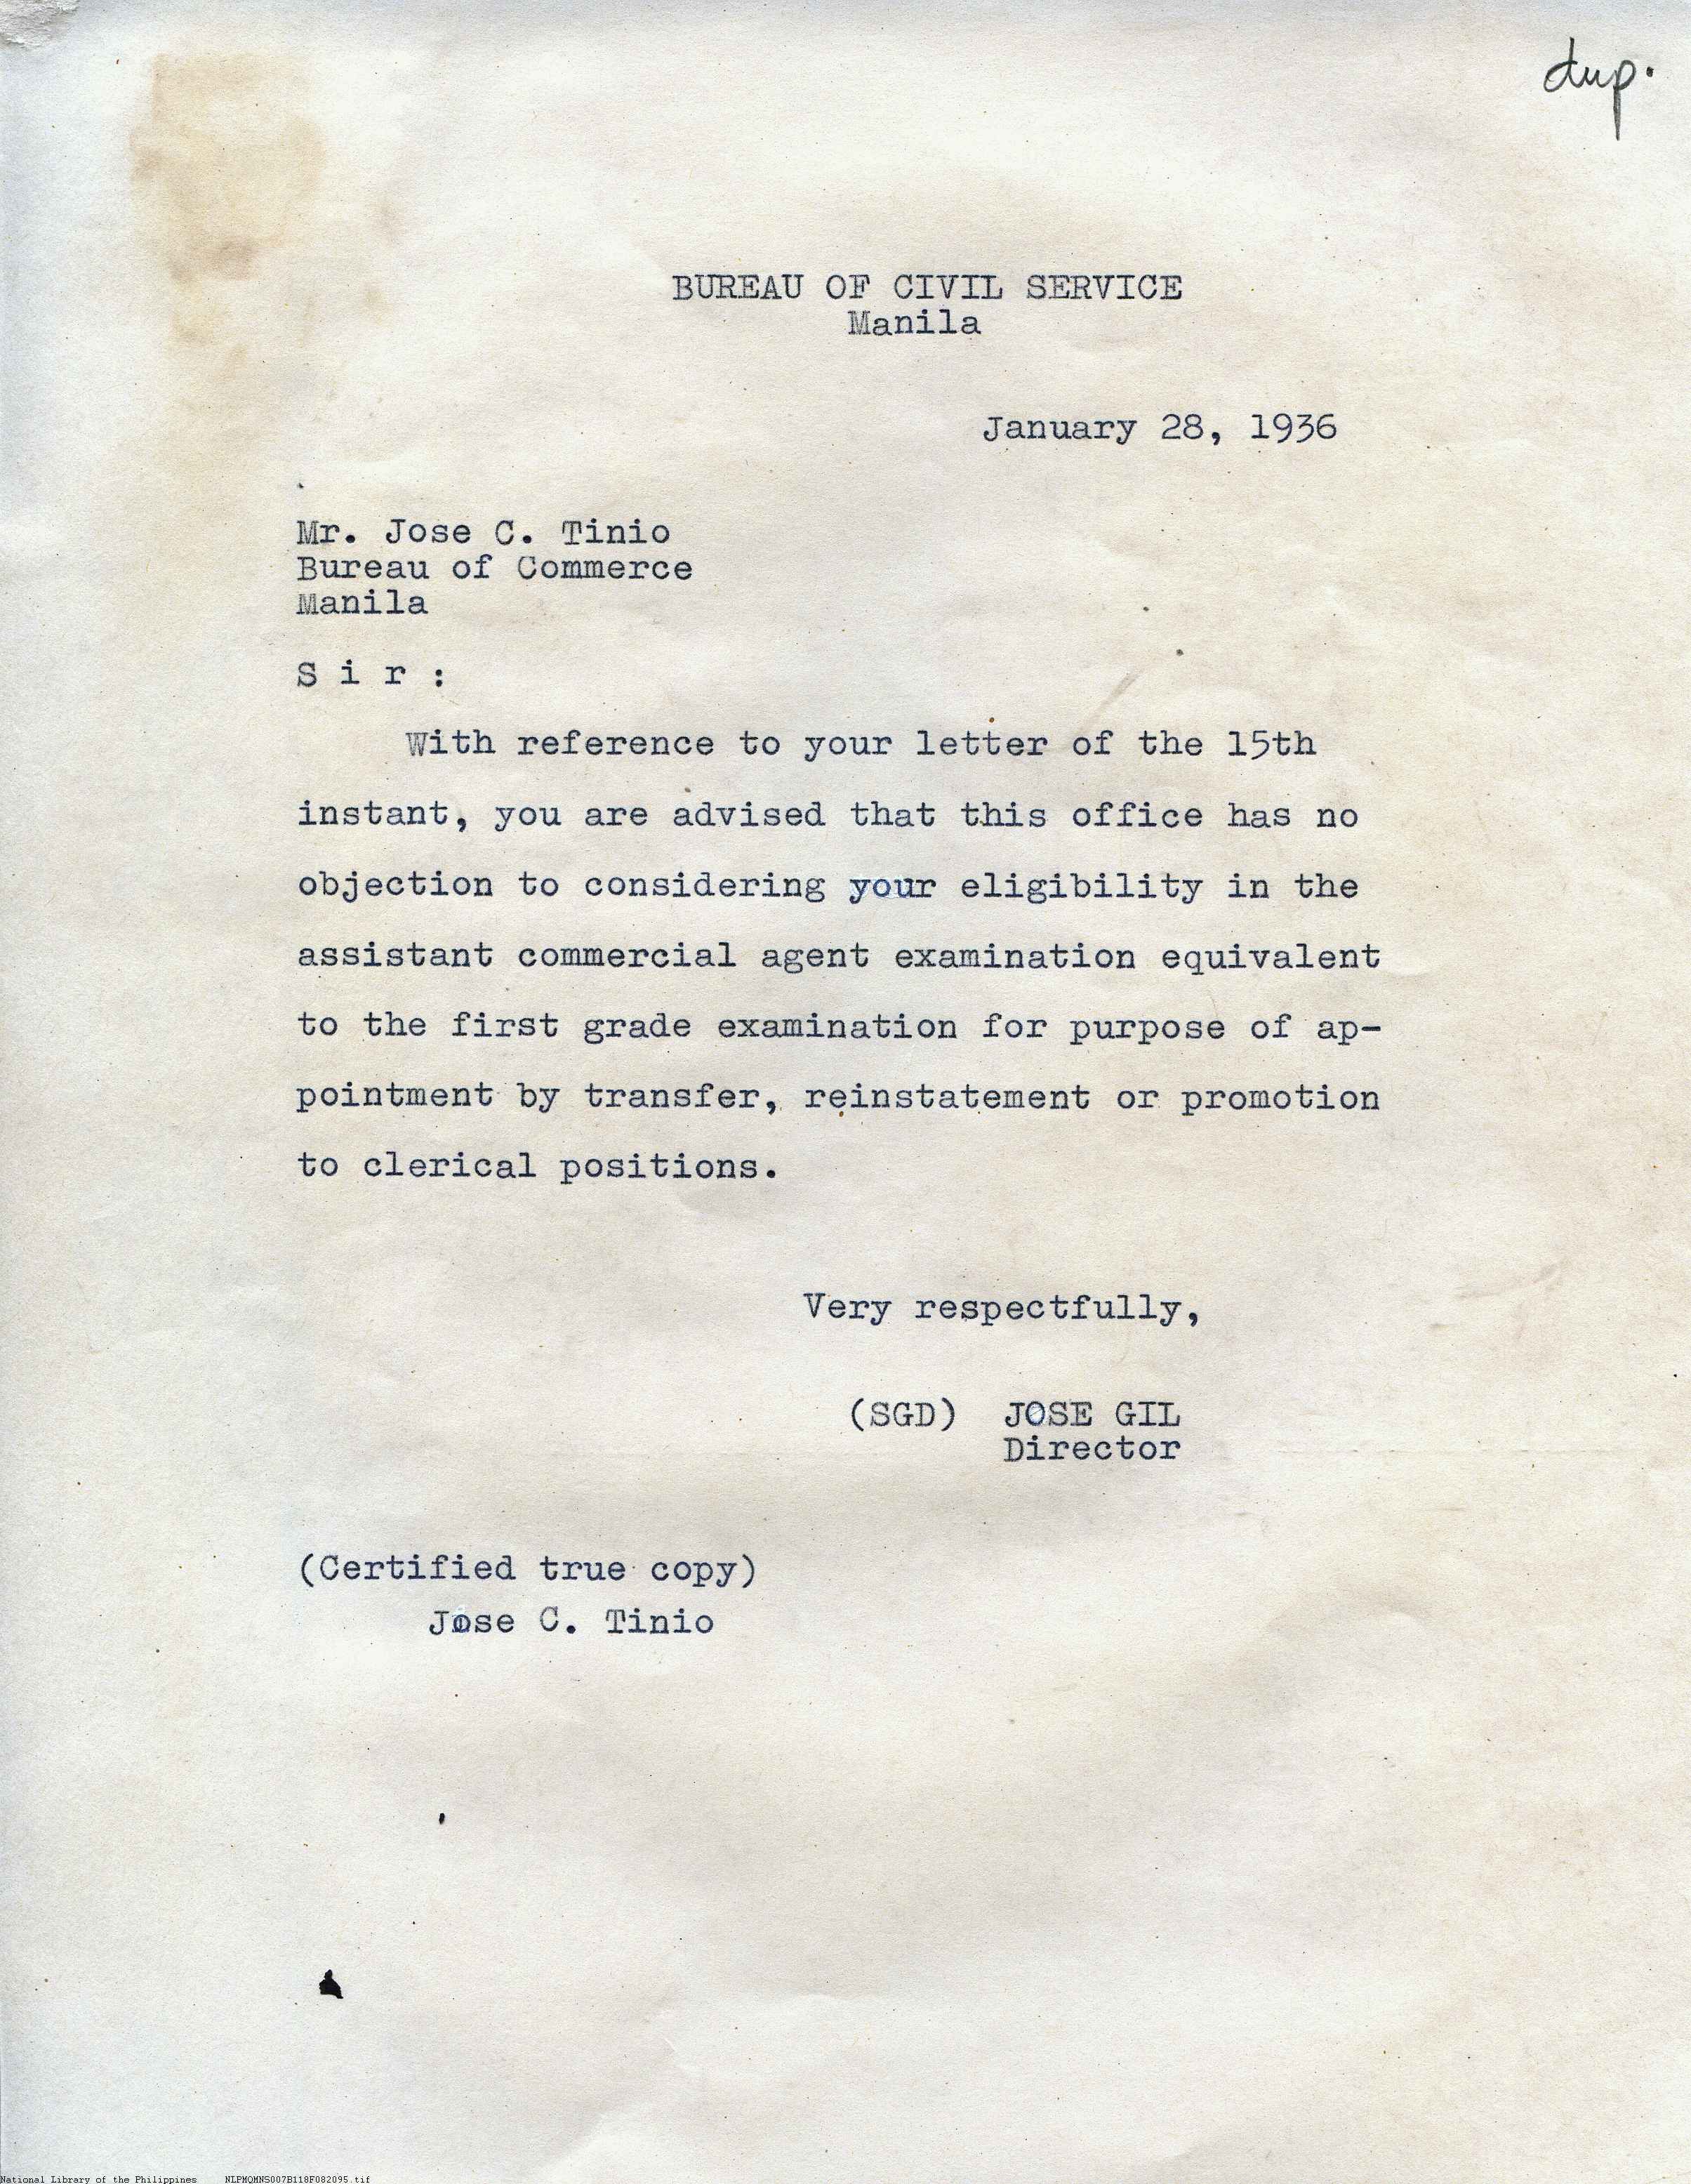 dup.
BUREAU OF CIVIL SERVICE
Manila
January 28, 1936
Mr. Jose C. Tinio
Bureau of Commerce
Manila
S i r :
With reference to your letter of the 15th
instant, you are advised that this office has no
objection to considering your eligibility in the
assistant commercial agent examination equivalent
to the first grade examination for purpose of ap-
pointment by transfer, reinstatement or promotion
to clerical positions.
Very respectfully,
(SGD) JOSE GIL
Director
(Certified true copy)
Jose C. Tinio
National Library of the Philippines NLPMQMNS007B118F082095.tif